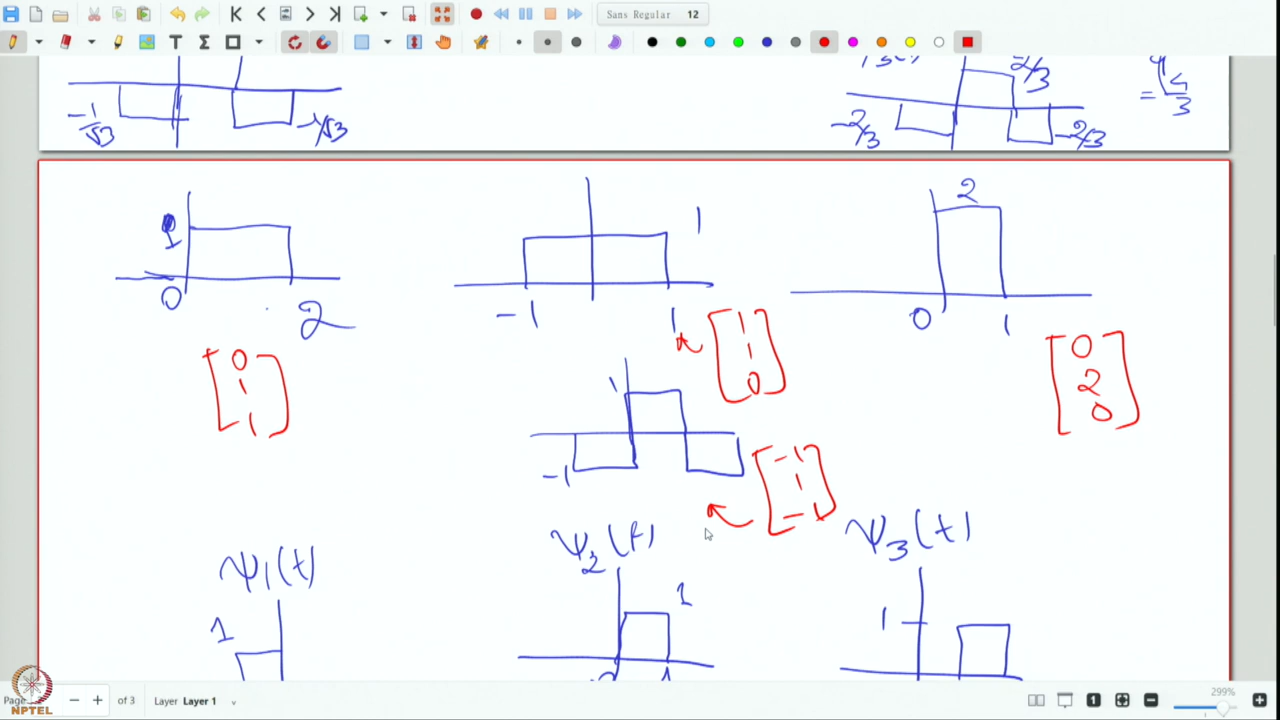 Sans Regular 12
-1/√3
-1/√3
2/3
-2/3
-2/3
= 4/3
1
0
2
1
-1
1
2
0
1
[0 1 1]
[1 1 0]
[0 2 0]
1
-1
[-1 1 -1]
ψ1(t)
ψ2(t)
ψ3(t)
1
1
1
NPTEL
Page
of 3
Layer Layer 1
1
299%